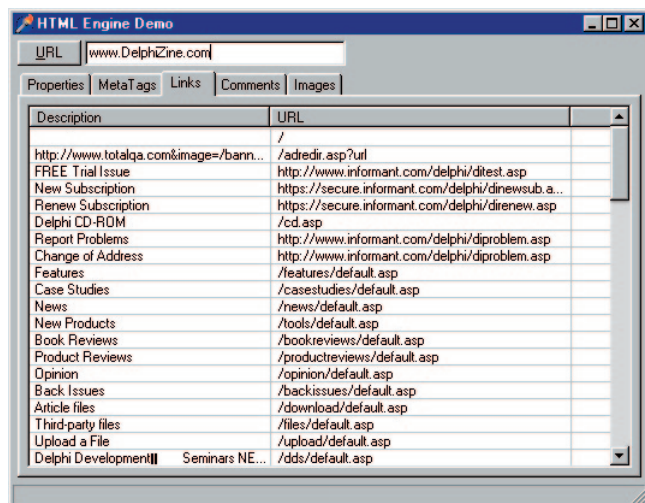 HTML Engine Demo
URL www.DelphiZine.com
Properties MetaTags Links Comments Images
Description URL
/
http://www.totalqa.com&image=/bann... /adredir.asp?url
FREE Trial Issue http://www.informant.com/delphi/ditest.asp
New Subscription https://secure.informant.com/delphi/dinewsub.a...
Renew Subscription https://secure.informant.com/delphi/direnew.asp
Delphi CD-ROM /cd.asp
Report Problems http://www.informant.com/delphi/diproblem.asp
Change of Address http://www.informant.com/delphi/diproblem.asp
Features /features/default.asp
Case Studies /casestudies/default.asp
News /news/default.asp
New Products /tools/default.asp
Book Reviews /bookreviews/default.asp
Product Reviews /productreviews/default.asp
Opinion /opinion/default.asp
Back Issues /backissues/default.asp
Article files /download/default.asp
Third-party files /files/default.asp
Upload a File /upload/default.asp
Delphi Development Seminars NE... /dds/default.asp